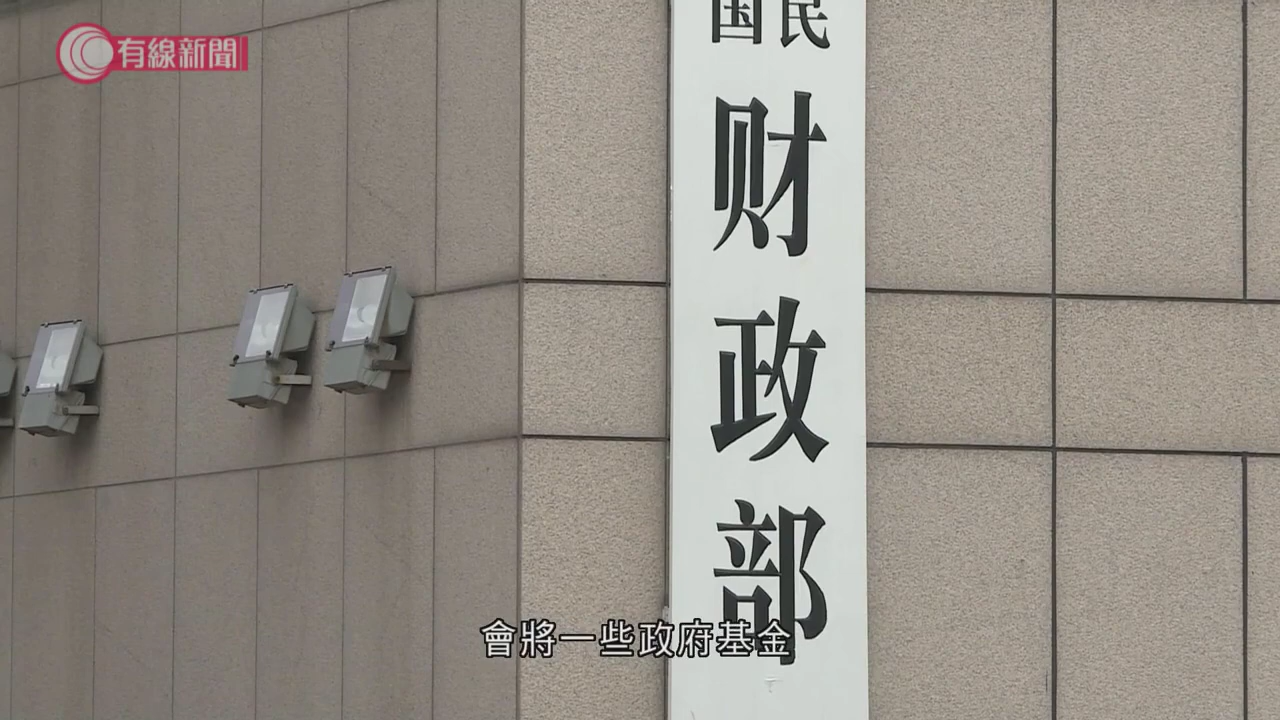 有線新聞
国民
财政部
會將一些政府基金